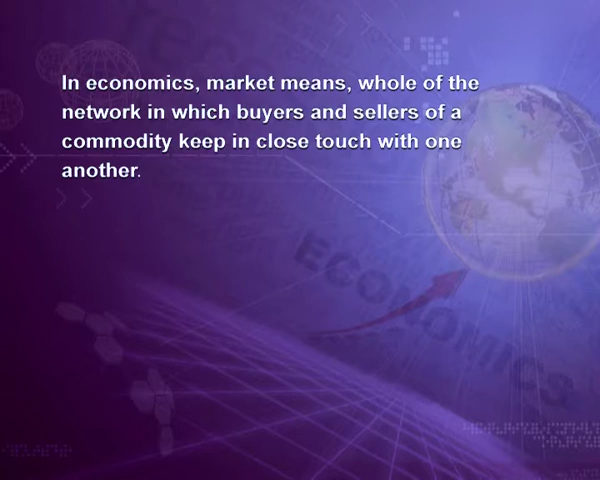 In economics, market means, whole of the
network in which buyers and sellers of a
commodity keep in close touch with one
another.
ECONOMICS